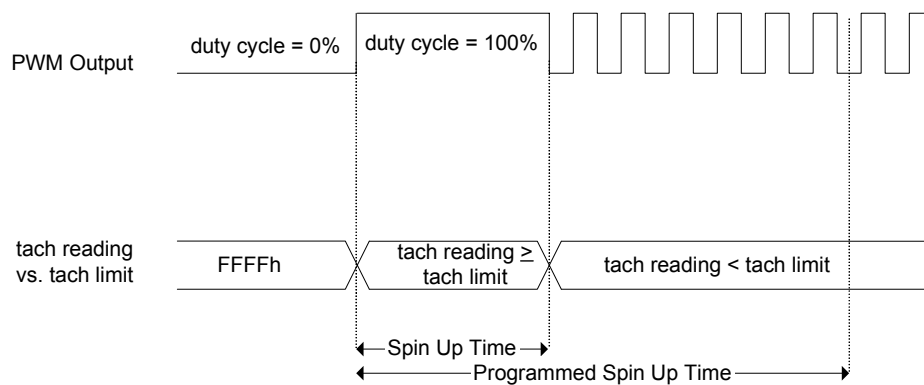 duty cycle = 0%
duty cycle = 100%
PWM Output
tach reading
vs. tach limit
FFFFh
tach reading ≥
tach limit
tach reading < tach limit
Spin Up Time
Programmed Spin Up Time